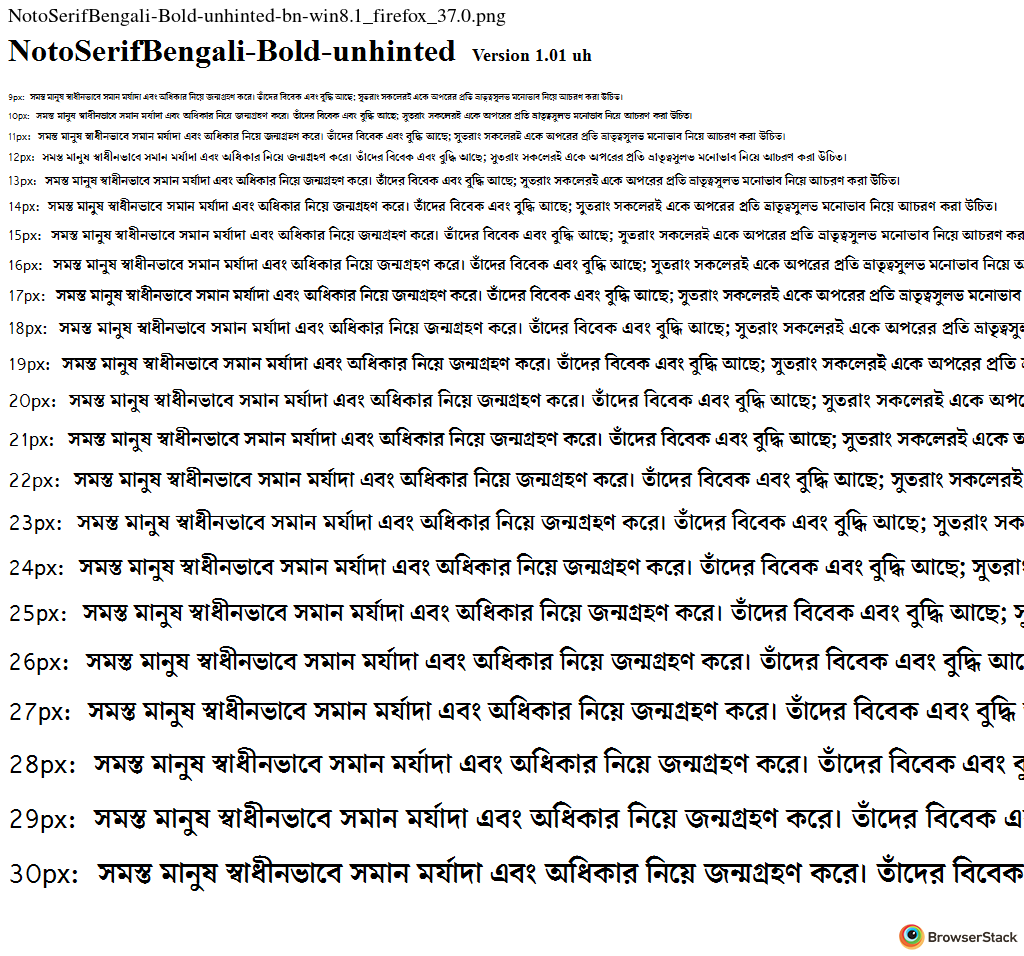 NotoSerifBengali-Bold-unhinted-bn-win8.1_firefox_37.0.png
NotoSerifBengali-Bold-unhinted Version 1.01 uh
9px: সমস্ত মানুষ স্বাধীনভাবে সমান মর্যাদা এবং অধিকার নিয়ে জন্মগ্রহণ করে। তাঁদের বিবেক এবং বুদ্ধি আছে; সুতরাং সকলেরই একে অপরের প্রতি ভ্রাতৃত্বসুলভ মনোভাব নিয়ে আচরণ করা উচিত।
10px: সমস্ত মানুষ স্বাধীনভাবে সমান মর্যাদা এবং অধিকার নিয়ে জন্মগ্রহণ করে। তাঁদের বিবেক এবং বুদ্ধি আছে; সুতরাং সকলেরই একে অপরের প্রতি ভ্রাতৃত্বসুলভ মনোভাব নিয়ে আচরণ করা উচিত।
11px: সমস্ত মানুষ স্বাধীনভাবে সমান মর্যাদা এবং অধিকার নিয়ে জন্মগ্রহণ করে। তাঁদের বিবেক এবং বুদ্ধি আছে; সুতরাং সকলেরই একে অপরের প্রতি ভ্রাতৃত্বসুলভ মনোভাব নিয়ে আচরণ করা উচিত।
12px: সমস্ত মানুষ স্বাধীনভাবে সমান মর্যাদা এবং অধিকার নিয়ে জন্মগ্রহণ করে। তাঁদের বিবেক এবং বুদ্ধি আছে; সুতরাং সকলেরই একে অপরের প্রতি ভ্রাতৃত্বসুলভ মনোভাব নিয়ে আচরণ করা উচিত।
13px: সমস্ত মানুষ স্বাধীনভাবে সমান মর্যাদা এবং অধিকার নিয়ে জন্মগ্রহণ করে। তাঁদের বিবেক এবং বুদ্ধি আছে; সুতরাং সকলেরই একে অপরের প্রতি ভ্রাতৃত্বসুলভ মনোভাব নিয়ে আচরণ করা উচিত।
14px: সমস্ত মানুষ স্বাধীনভাবে সমান মর্যাদা এবং অধিকার নিয়ে জন্মগ্রহণ করে। তাঁদের বিবেক এবং বুদ্ধি আছে; সুতরাং সকলেরই একে অপরের প্রতি ভ্রাতৃত্বসুলভ মনোভাব নিয়ে আচরণ করা উচিত।
15px: সমস্ত মানুষ স্বাধীনভাবে সমান মর্যাদা এবং অধিকার নিয়ে জন্মগ্রহণ করে। তাঁদের বিবেক এবং বুদ্ধি আছে; সুতরাং সকলেরই একে অপরের প্রতি ভ্রাতৃত্বসুলভ মনোভাব নিয়ে আচরণ
16px: সমস্ত মানুষ স্বাধীনভাবে সমান মর্যাদা এবং অধিকার নিয়ে জন্মগ্রহণ করে। তাঁদের বিবেক এবং বুদ্ধি আছে; সুতরাং সকলেরই একে অপরের প্রতি ভ্রাতৃত্বসুলভ মনোভাব নিয়ে
17px: সমস্ত মানুষ স্বাধীনভাবে সমান মর্যাদা এবং অধিকার নিয়ে জন্মগ্রহণ করে। তাঁদের বিবেক এবং বুদ্ধি আছে; সুতরাং সকলেরই একে অপরের প্রতি ভ্রাতৃত্বসুলভ মনোভাব
18px: সমস্ত মানুষ স্বাধীনভাবে সমান মর্যাদা এবং অধিকার নিয়ে জন্মগ্রহণ করে। তাঁদের বিবেক এবং বুদ্ধি আছে; সুতরাং সকলেরই একে অপরের প্রতি
19px: সমস্ত মানুষ স্বাধীনভাবে সমান মর্যাদা এবং অধিকার নিয়ে জন্মগ্রহণ করে। তাঁদের বিবেক এবং বুদ্ধি আছে; সুতরাং সকলেরই একে অপরের প্রতি
20px: সমস্ত মানুষ স্বাধীনভাবে সমান মর্যাদা এবং অধিকার নিয়ে জন্মগ্রহণ করে। তাঁদের বিবেক এবং বুদ্ধি আছে; সুতরাং সকলেরই একে
21px: সমস্ত মানুষ স্বাধীনভাবে সমান মর্যাদা এবং অধিকার নিয়ে জন্মগ্রহণ করে। তাঁদের বিবেক এবং বুদ্ধি আছে; সুতরাং সকলেরই একে
22px: সমস্ত মানুষ স্বাধীনভাবে সমান মর্যাদা এবং অধিকার নিয়ে জন্মগ্রহণ করে। তাঁদের বিবেক এবং বুদ্ধি আছে; সুতরাং সকলেরই
23px: সমস্ত মানুষ স্বাধীনভাবে সমান মর্যাদা এবং অধিকার নিয়ে জন্মগ্রহণ করে। তাঁদের বিবেক এবং বুদ্ধি আছে; সুতরাং
24px: সমস্ত মানুষ স্বাধীনভাবে সমান মর্যাদা এবং অধিকার নিয়ে জন্মগ্রহণ করে। তাঁদের বিবেক এবং বুদ্ধি আছে; সুতরাং
25px: সমস্ত মানুষ স্বাধীনভাবে সমান মর্যাদা এবং অধিকার নিয়ে জন্মগ্রহণ করে। তাঁদের বিবেক এবং বুদ্ধি আছে;
26px: সমস্ত মানুষ স্বাধীনভাবে সমান মর্যাদা এবং অধিকার নিয়ে জন্মগ্রহণ করে। তাঁদের বিবেক এবং বুদ্ধি
27px: সমস্ত মানুষ স্বাধীনভাবে সমান মর্যাদা এবং অধিকার নিয়ে জন্মগ্রহণ করে। তাঁদের বিবেক এবং বুদ্ধি
28px: সমস্ত মানুষ স্বাধীনভাবে সমান মর্যাদা এবং অধিকার নিয়ে জন্মগ্রহণ করে। তাঁদের বিবেক এবং
29px: সমস্ত মানুষ স্বাধীনভাবে সমান মর্যাদা এবং অধিকার নিয়ে জন্মগ্রহণ করে। তাঁদের বিবেক
30px: সমস্ত মানুষ স্বাধীনভাবে সমান মর্যাদা এবং অধিকার নিয়ে জন্মগ্রহণ করে। তাঁদের বিবেক
BrowserStack